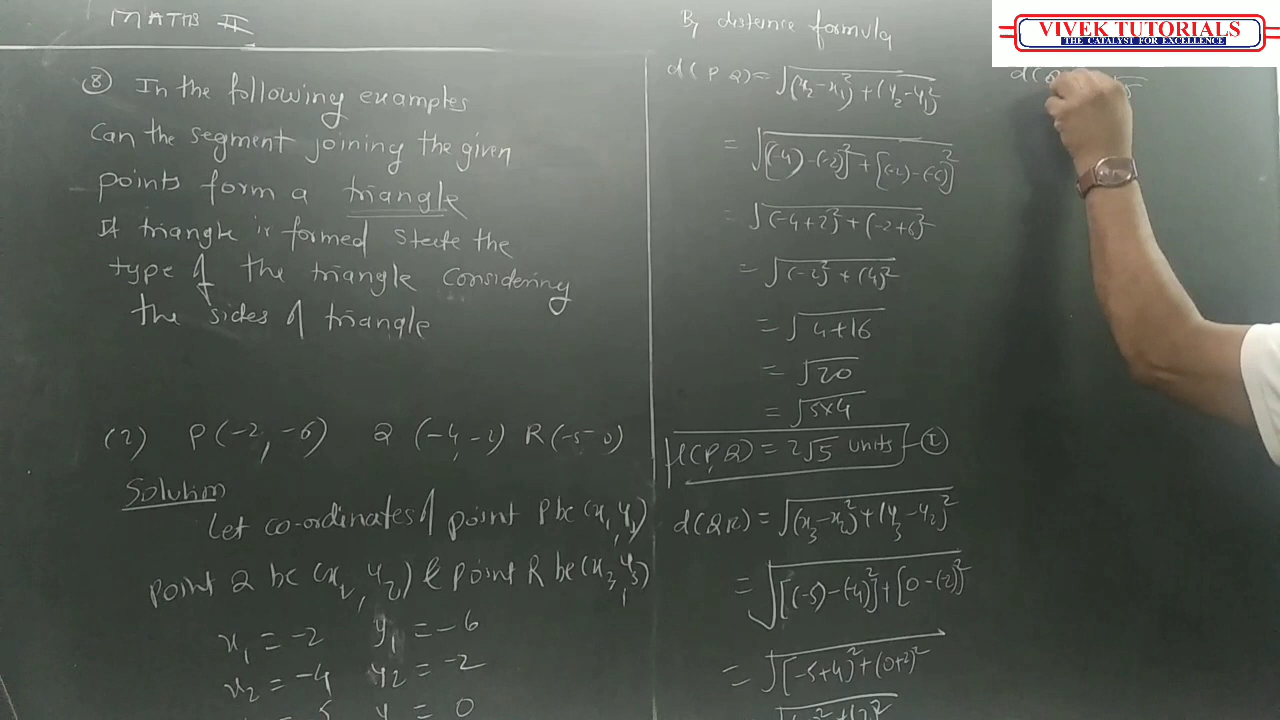 MATHS II
(8) In the following examples
Can the segment joining the given
points form a triangle
If triangle is formed state the
type of the triangle Considering
the sides of triangle
(2) P(-2, -6) Q (-4, -2) R(-5 0)
Solution
Let co-ordinates of point P be (x₁, y₁)
point Q be (x₂, y₂) & point R be (x₃, y₃)
x₁ = -2 y₁ = -6
x₂ = -4 y₂ = -2
5 y = 0
By distance formula
d(PQ) = √(x₂-x₁)² + (y₂-y₁)²
= √[(-4)-(-2)]² + [(-2)-(-6)]²
= √(-4+2)² + (-2+6)²
= √(-2)² + (4)²
= √4+16
= √20
= √5×4
d(P,Q) = 2√5 units - (I)
d(QR) = √(x₃-x₂)² + (y₃-y₂)²
= √[(-5)-(-4)]² + [0-(-2)]²
= √[-5+4)² + (0+2)²
d(Q
VIVEK TUTORIALS
THE CATALYST FOR EXCELLENCE